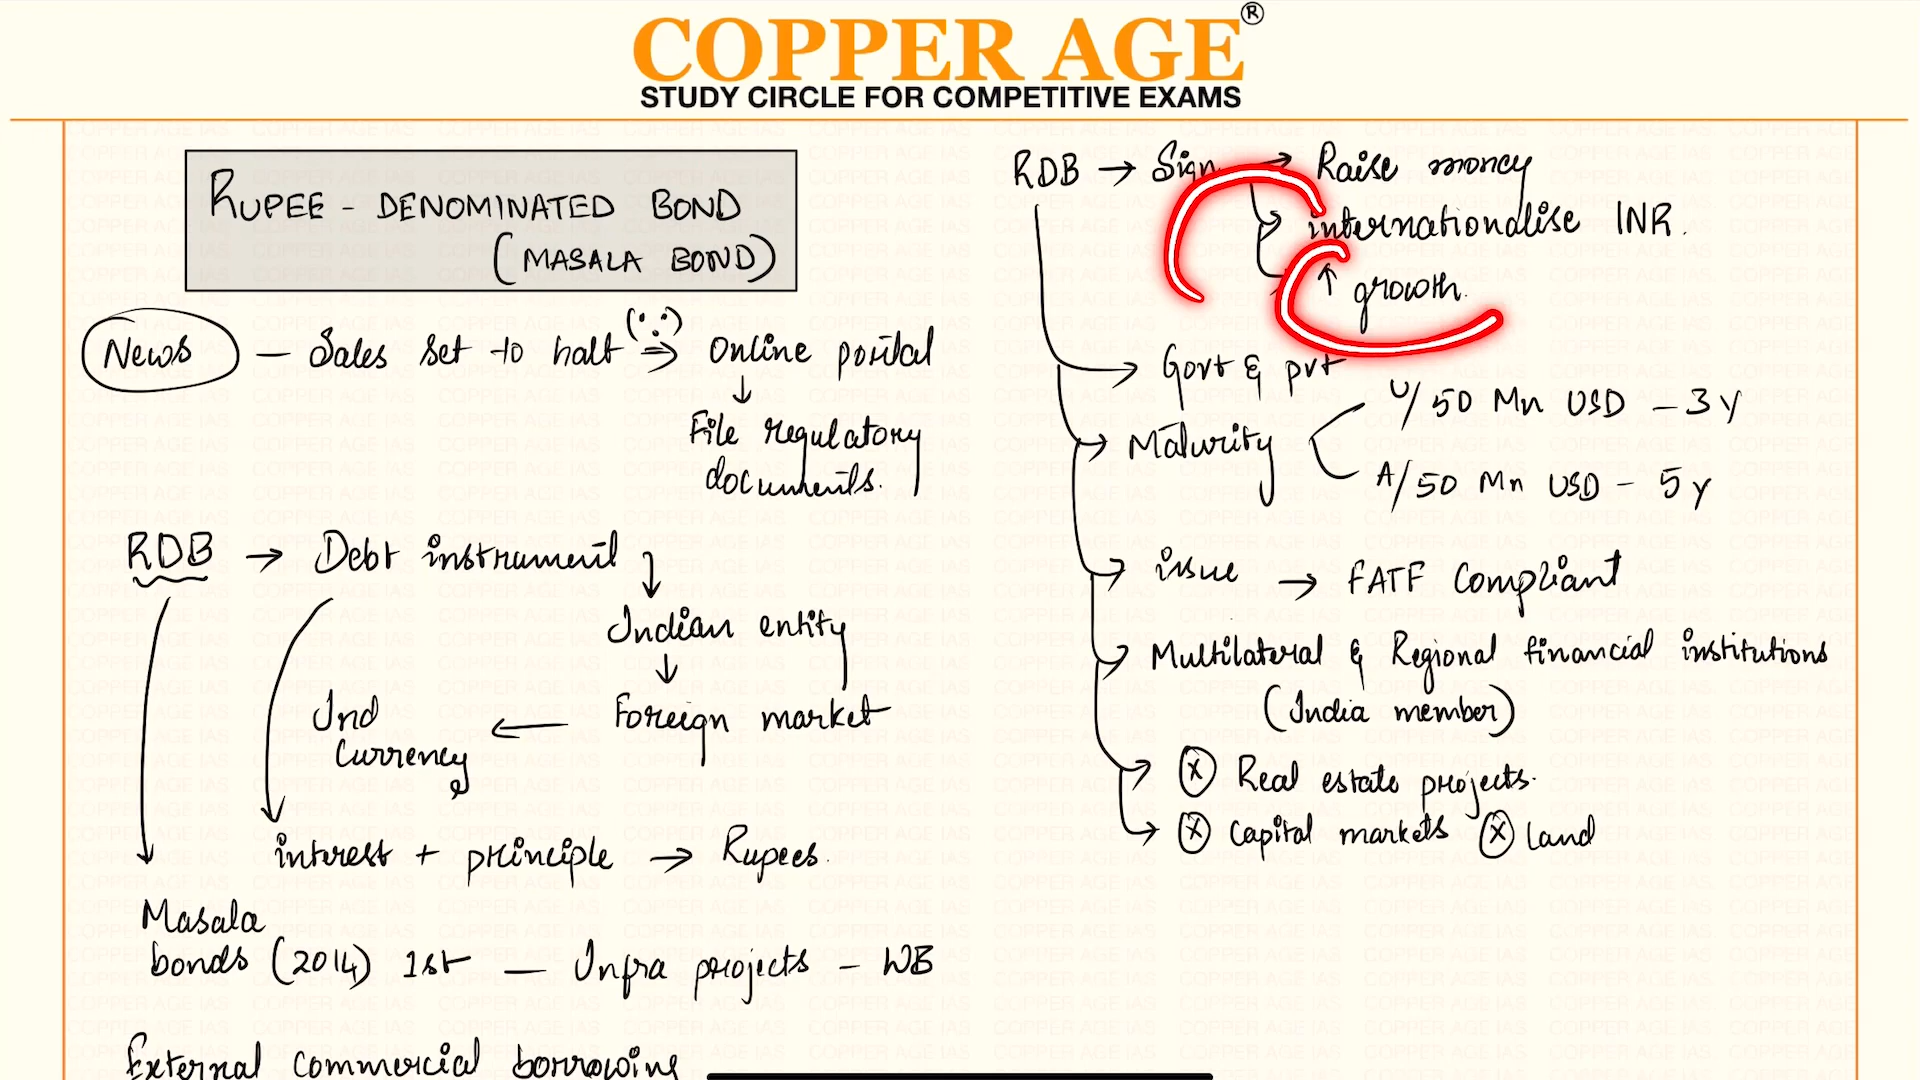 COPPER AGE®
STUDY CIRCLE FOR COMPETITIVE EXAMS
RUPEE - DENOMINATED BOND
(MASALA BOND)
News — Sales set to halt ⇒ Online portal
↓
File regulatory
documents.
RDB → Debt instrument
Indian entity
↓
Foreign market
←
Ind
Currency
interest + principle → Rupees.
Masala
bonds (2014) 1st — Infra projects - WB
External commercial borrowing
RDB → Sign → Raise money
internationalise INR.
↑ growth.
Govt & pvt
Maturity
U/50 Mn USD - 3y
A/50 Mn USD - 5y
issue → FATF Compliant
Multilateral & Regional financial institutions
(India member)
(X) Real estate projects.
(X) Capital markets (X) land